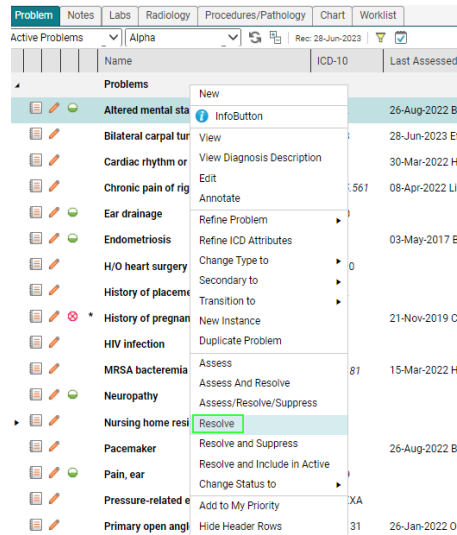 Problem Notes Labs Radiology Procedures/Pathology Chart Worklist
Active Problems Alpha Rec: 28-Jun-2023
Name ICD-10 Last Assessed
Problems
New
Altered mental sta 26-Aug-2022 B
InfoButton
Bilateral carpal tur View 28-Jun-2023 E
Cardiac rhythm or View Diagnosis Description 30-Mar-2022 H
Edit
Chronic pain of rig .561 08-Apr-2022 Li
Annotate
Ear drainage Refine Problem
Endometriosis Refine ICD Attributes 03-May-2017 B
H/O heart surgery Change Type to 0
Secondary to
History of placeme Transition to
* History of pregnan New Instance 21-Nov-2019 C
HIV infection Duplicate Problem
MRSA bacteremia Assess 81 15-Mar-2022 H
Assess And Resolve
Neuropathy Assess/Resolve/Suppress
Nursing home resi Resolve
Pacemaker Resolve and Suppress 26-Aug-2022 B
Resolve and Include in Active
Pain, ear Change Status to
Pressure-related e Add to My Priority XA
Primary open angl Hide Header Rows 31 26-Jan-2022 O